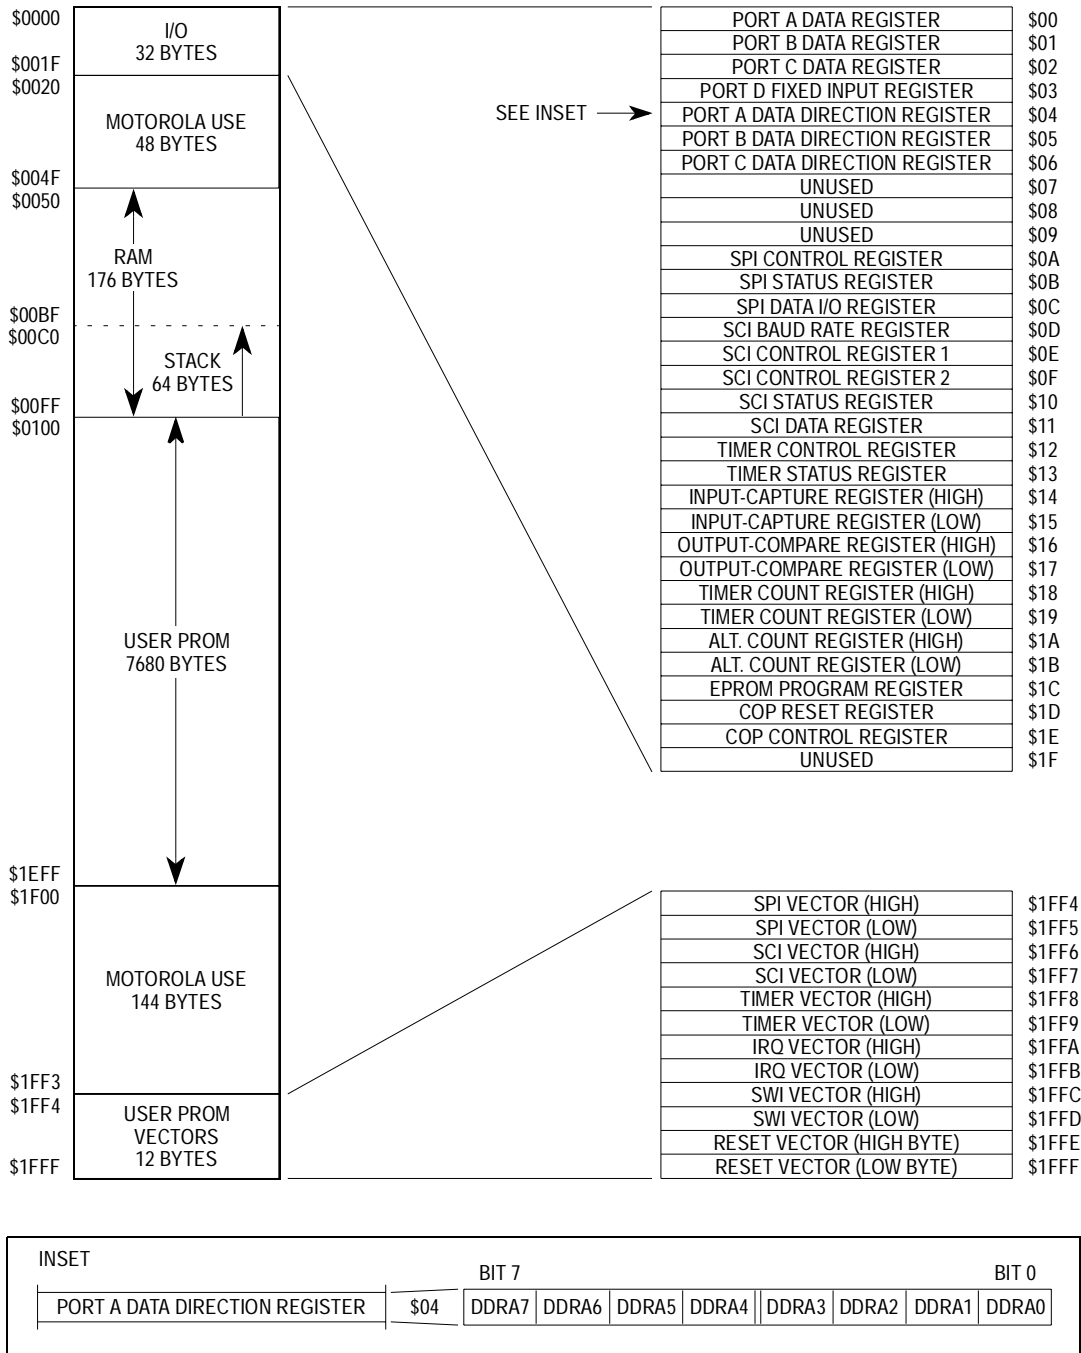 $0000
I/O
32 BYTES
$001F
$0020
MOTOROLA USE
48 BYTES
$004F
$0050
RAM
176 BYTES
$00BF
$00C0
STACK
64 BYTES
$00FF
$0100
USER PROM
7680 BYTES
$1EFF
$1F00
MOTOROLA USE
144 BYTES
$1FF3
$1FF4
USER PROM
VECTORS
12 BYTES
$1FFF
SEE INSET
PORT A DATA REGISTER $00
PORT B DATA REGISTER $01
PORT C DATA REGISTER $02
PORT D FIXED INPUT REGISTER $03
PORT A DATA DIRECTION REGISTER $04
PORT B DATA DIRECTION REGISTER $05
PORT C DATA DIRECTION REGISTER $06
UNUSED $07
UNUSED $08
UNUSED $09
SPI CONTROL REGISTER $0A
SPI STATUS REGISTER $0B
SPI DATA I/O REGISTER $0C
SCI BAUD RATE REGISTER $0D
SCI CONTROL REGISTER 1 $0E
SCI CONTROL REGISTER 2 $0F
SCI STATUS REGISTER $10
SCI DATA REGISTER $11
TIMER CONTROL REGISTER $12
TIMER STATUS REGISTER $13
INPUT-CAPTURE REGISTER (HIGH) $14
INPUT-CAPTURE REGISTER (LOW) $15
OUTPUT-COMPARE REGISTER (HIGH) $16
OUTPUT-COMPARE REGISTER (LOW) $17
TIMER COUNT REGISTER (HIGH) $18
TIMER COUNT REGISTER (LOW) $19
ALT. COUNT REGISTER (HIGH) $1A
ALT. COUNT REGISTER (LOW) $1B
EPROM PROGRAM REGISTER $1C
COP RESET REGISTER $1D
COP CONTROL REGISTER $1E
UNUSED $1F
SPI VECTOR (HIGH) $1FF4
SPI VECTOR (LOW) $1FF5
SCI VECTOR (HIGH) $1FF6
SCI VECTOR (LOW) $1FF7
TIMER VECTOR (HIGH) $1FF8
TIMER VECTOR (LOW) $1FF9
IRQ VECTOR (HIGH) $1FFA
IRQ VECTOR (LOW) $1FFB
SWI VECTOR (HIGH) $1FFC
SWI VECTOR (LOW) $1FFD
RESET VECTOR (HIGH BYTE) $1FFE
RESET VECTOR (LOW BYTE) $1FFF
INSET
BIT 7 BIT 0
PORT A DATA DIRECTION REGISTER $04 DDRA7 DDRA6 DDRA5 DDRA4 DDRA3 DDRA2 DDRA1 DDRA0